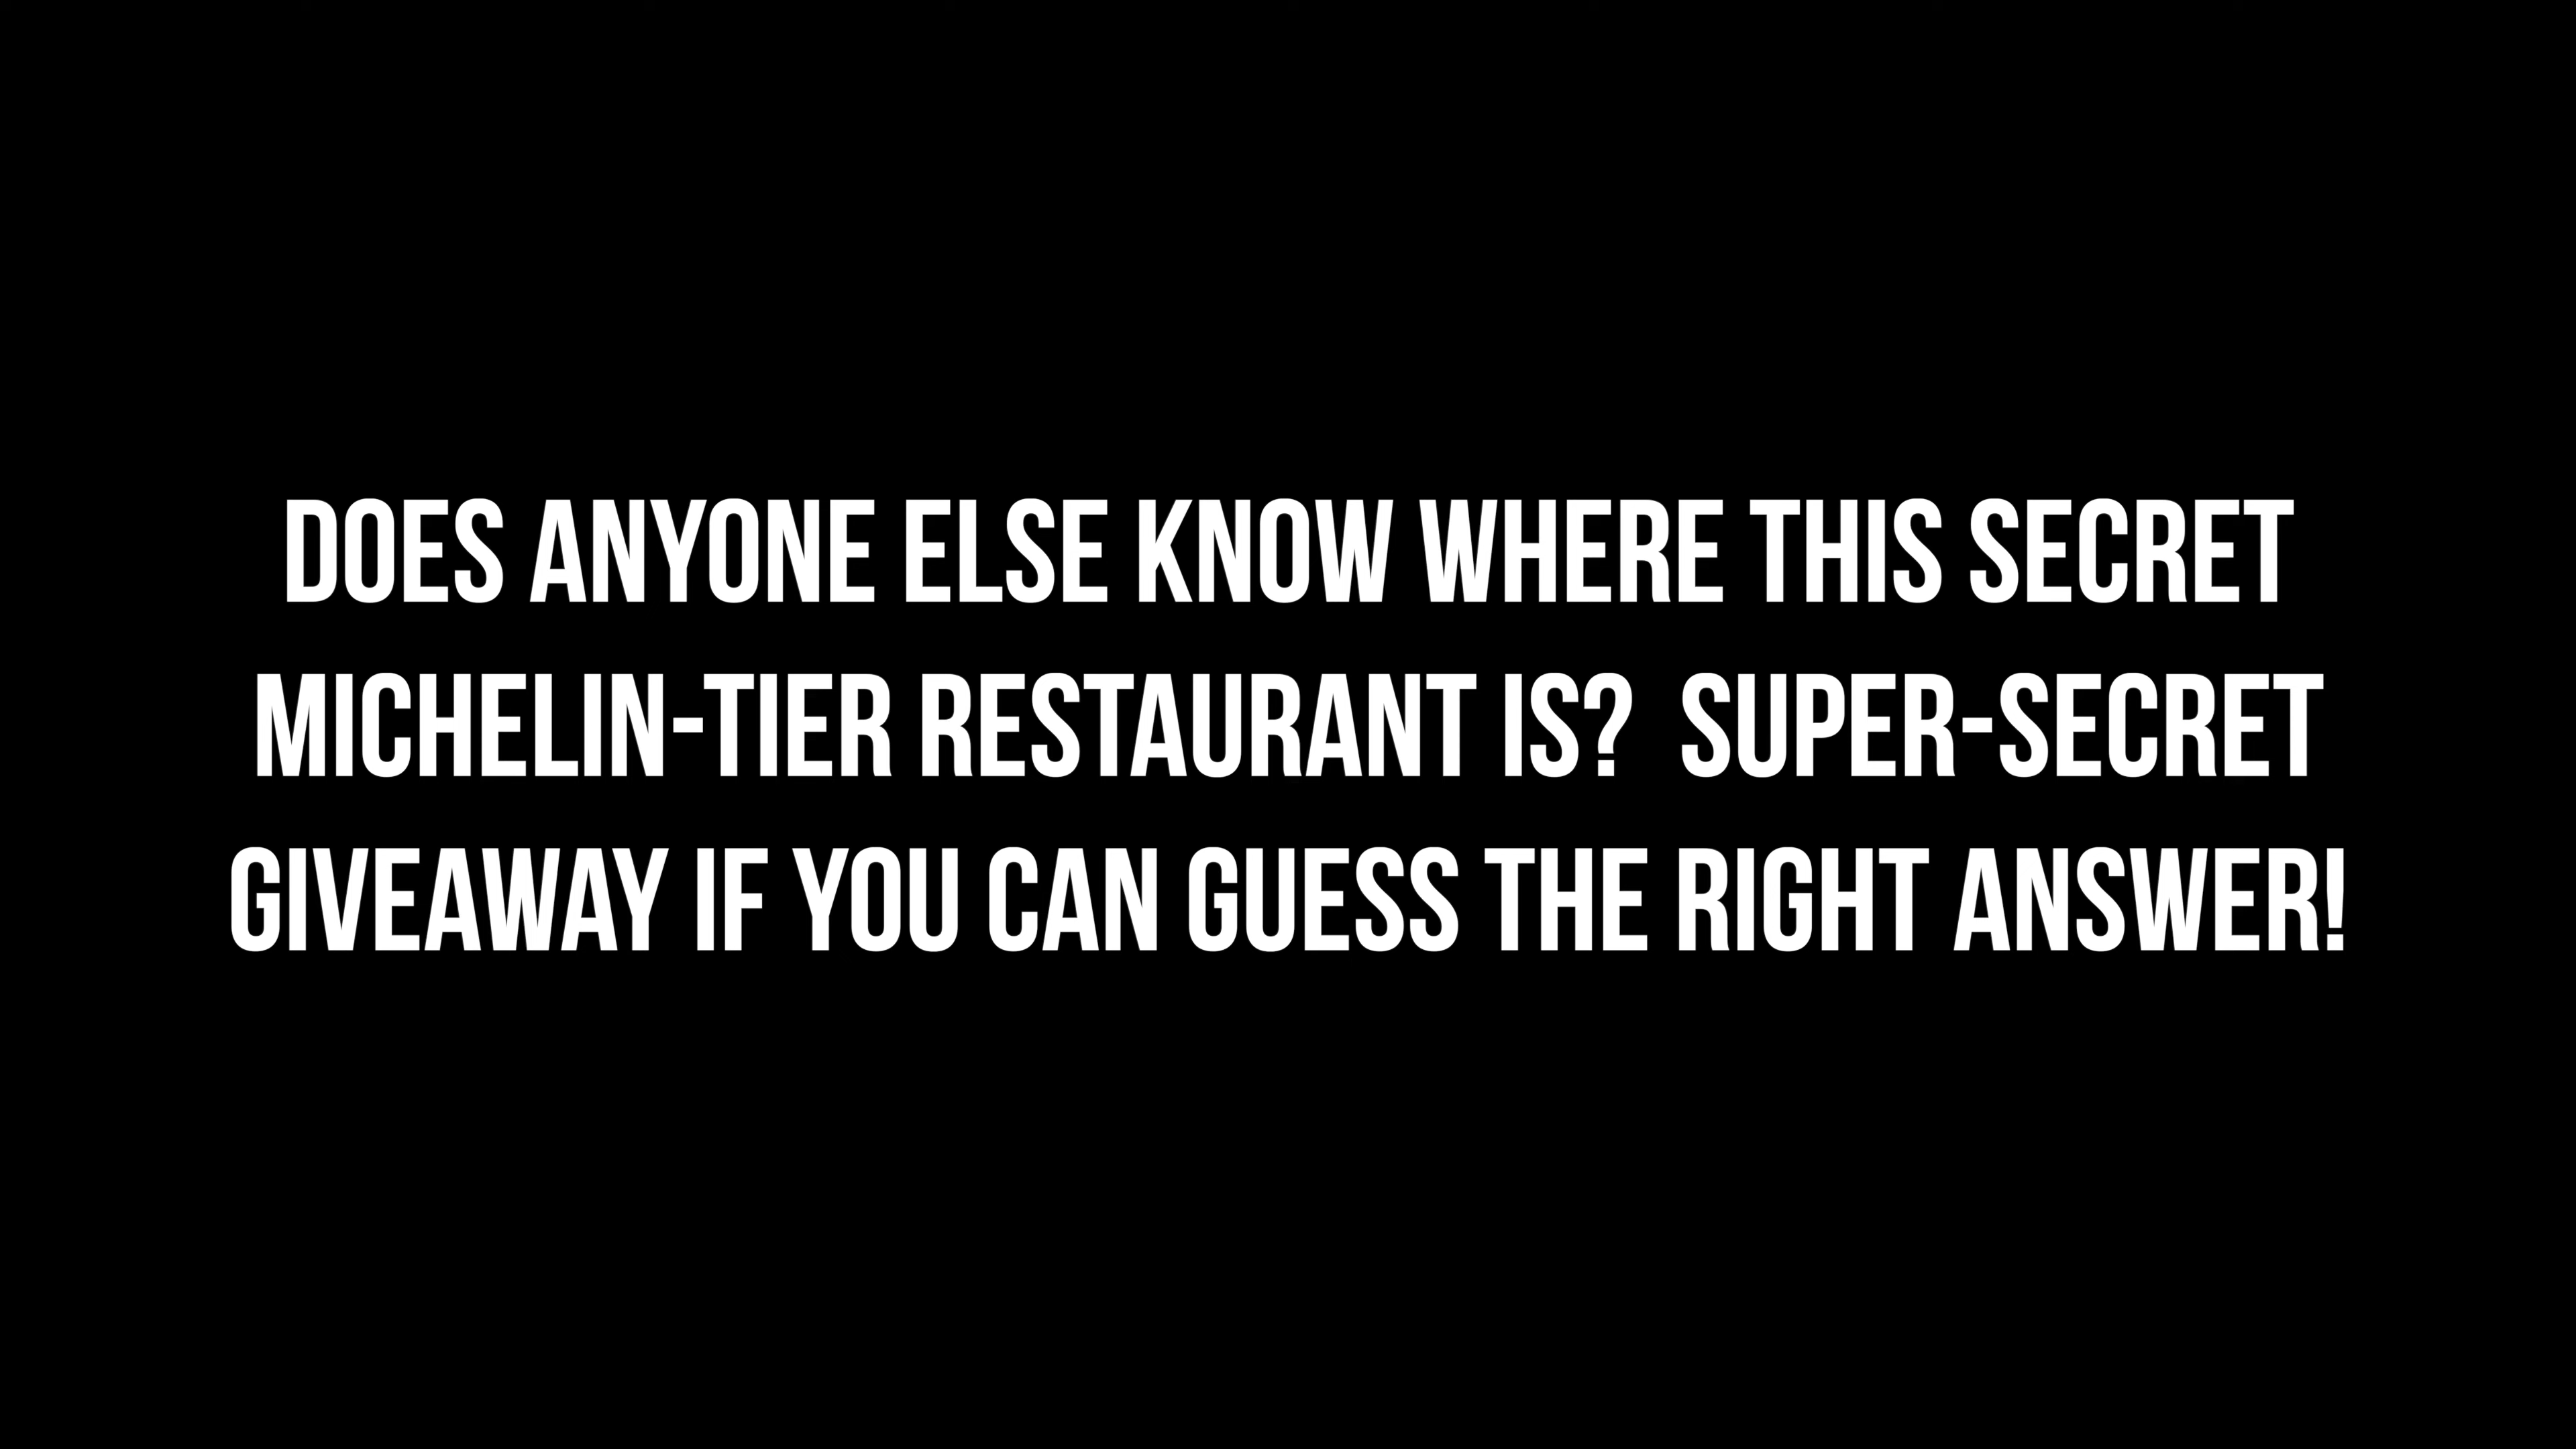 DOES ANYONE ELSE KNOW WHERE THIS SECRET
MICHELIN-TIER RESTAURANT IS?  SUPER-SECRET
GIVEAWAY IF YOU CAN GUESS THE RIGHT ANSWER!